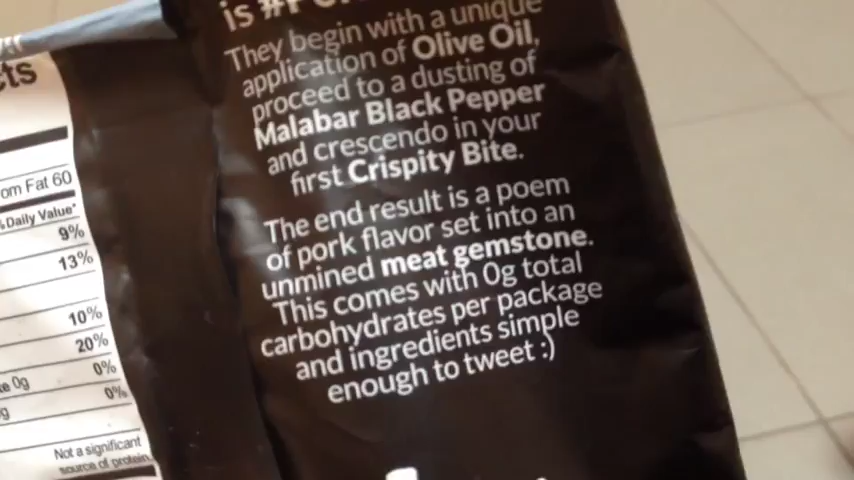 is
They begin with a unique
application of Olive Oil,
proceed to a dusting of
Malabar Black Pepper
and crescendo in your
first Crispity Bite.
The end result is a poem
of pork flavor set into an
unmined meat gemstone.
This comes with 0g total
carbohydrates per package
and ingredients simple
enough to tweet :)
cts
om Fat 60
% Daily Value*
9%
13%
10%
20%
te 0g 0%
g 0%
Not a significant
source of protein.